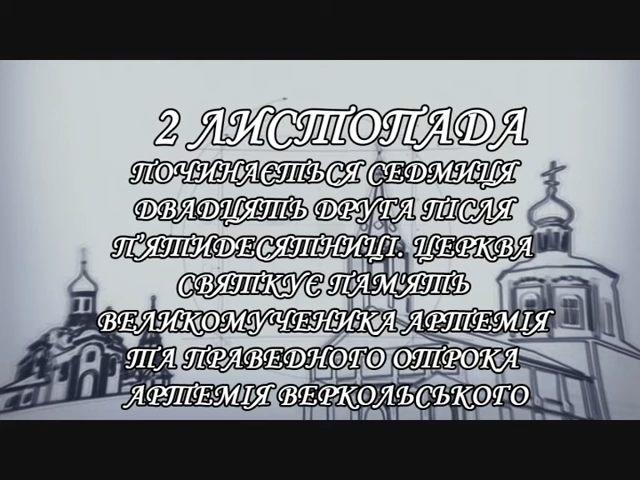 2 ЛИСТОПАДА
ПОЧИНАЄТЬСЯ СЕДМИЦЯ
ДВАДЦЯТЬ ДРУГА ПІСЛЯ
П'ЯТИДЕСЯТНИЦІ. ЦЕРКВА
СВЯТКУЄ ПАМ'ЯТЬ
ВЕЛИКОМУЧЕНИКА АРТЕМІЯ
ТА ПРАВЕДНОГО ОТРОКА
АРТЕМІЯ ВЕРКОЛЬСЬКОГО